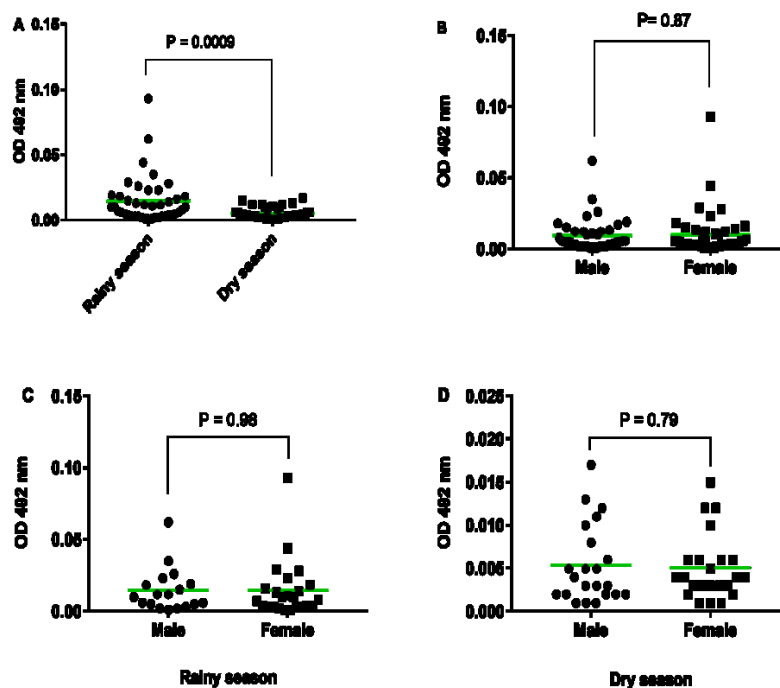 A
P = 0.0009
OD 492 nm
0.15
0.10
0.05
0.00
Rainy season
Dry season
B
P= 0.87
OD 492 nm
0.15
0.10
0.05
0.00
Male
Female
C
P = 0.98
OD 492 nm
0.15
0.10
0.05
0.00
Male
Female
Rainy season
D
P = 0.79
OD 492 nm
0.025
0.020
0.015
0.010
0.005
0.000
Male
Female
Dry season